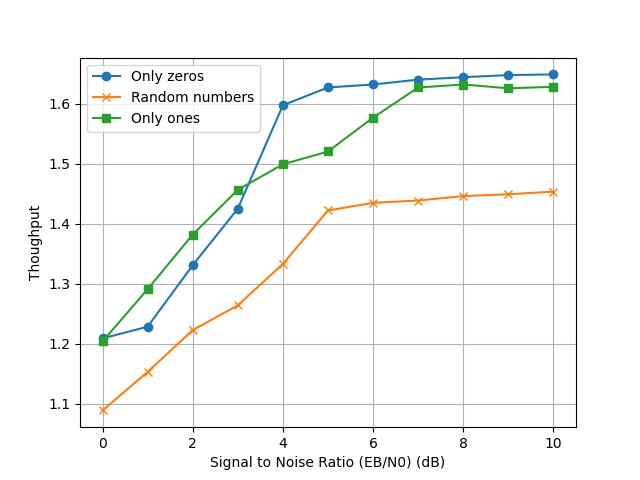 Only zeros
Random numbers
Only ones
1.6
1.5
1.4
1.3
1.2
1.1
Thoughput
0
2
4
6
8
10
Signal to Noise Ratio (EB/N0) (dB)